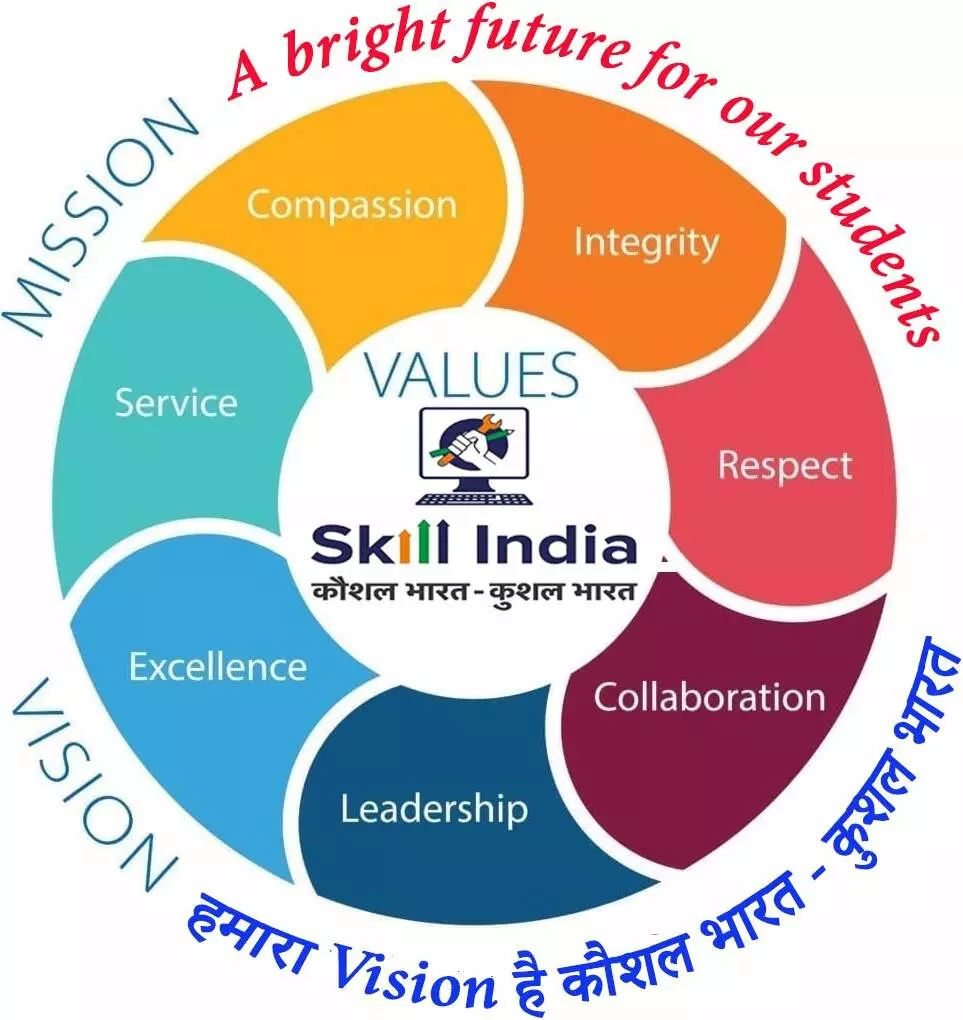 MISSION
A bright future for our students
Compassion
Integrity
Service
VALUES
Respect
Skill India
कौशल भारत - कुशल भारत
Excellence
Collaboration
Leadership
VISION
हमारा Vision है कौशल भारत - कुशल भारत